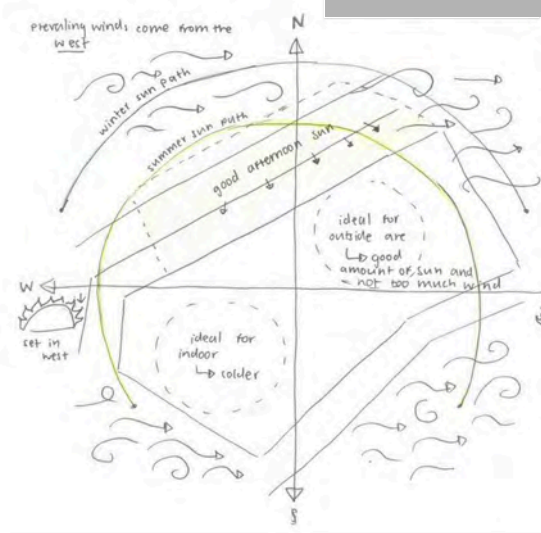 prevailing winds come from the
west
N
winter sun path
summer sun path
good afternoon sun
ideal for
outside are
↳ good
amount of sun and
not too much wind
W
set in
west
ideal for
indoor
↳ colder
S